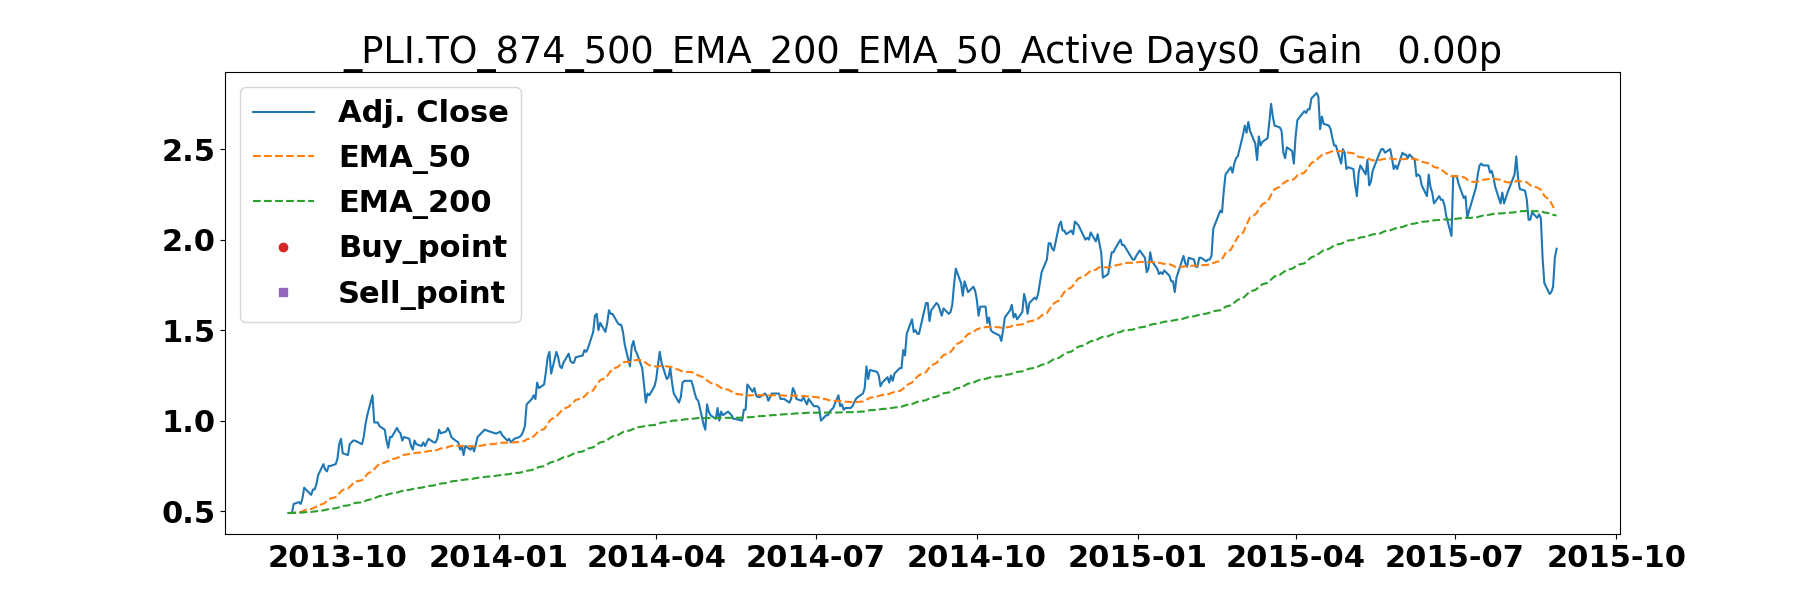 _PLI.TO_874_500_EMA_200_EMA_50_Active Days0_Gain   0.00p
Adj. Close
EMA_50
EMA_200
Buy_point
Sell_point
2.5
2.0
1.5
1.0
0.5
2013-10 2014-01 2014-04 2014-07 2014-10 2015-01 2015-04 2015-07 2015-10